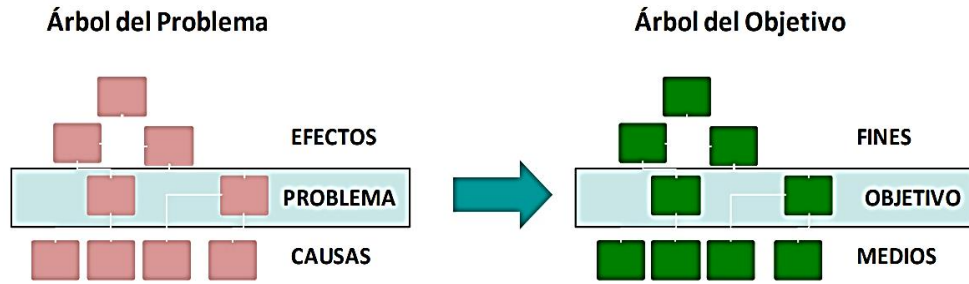 Árbol del Problema
Árbol del Objetivo
EFECTOS
FINES
PROBLEMA
OBJETIVO
CAUSAS
MEDIOS